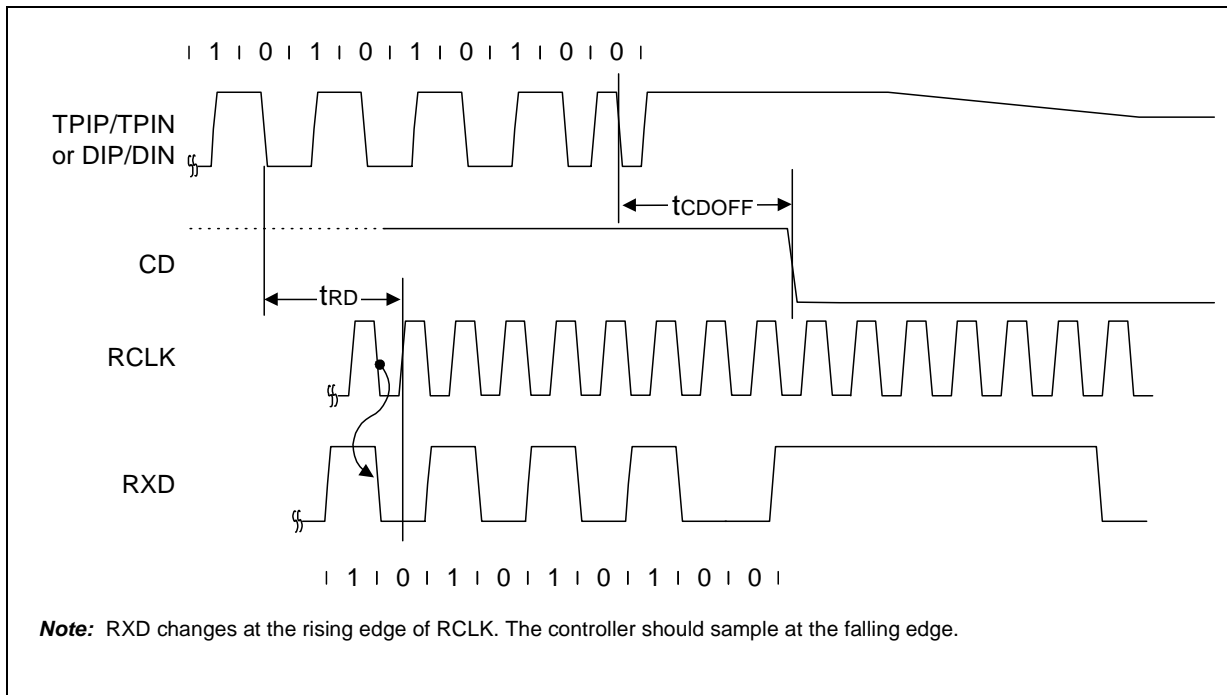 | 1 | 0 | 1 | 0 | 1 | 0 | 1 | 0 | 0 |
TPIP/TPIN
or DIP/DIN
tCDOFF
CD
tRD
RCLK
RXD
| 1 | 0 | 1 | 0 | 1 | 0 | 1 | 0 | 0 |
Note: RXD changes at the rising edge of RCLK. The controller should sample at the falling edge.